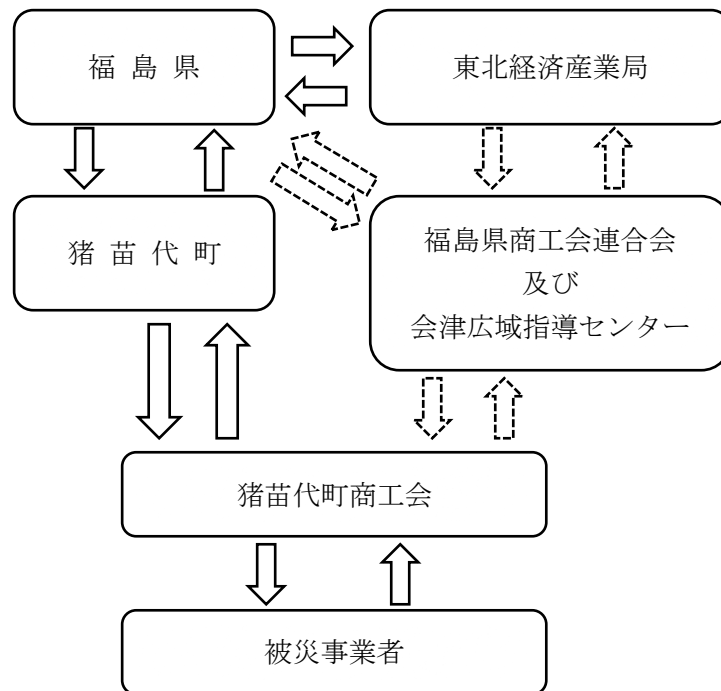 福 島 県
東北経済産業局
猪 苗 代 町
福島県商工会連合会
及び
会津広域指導センター
猪苗代町商工会
被災事業者